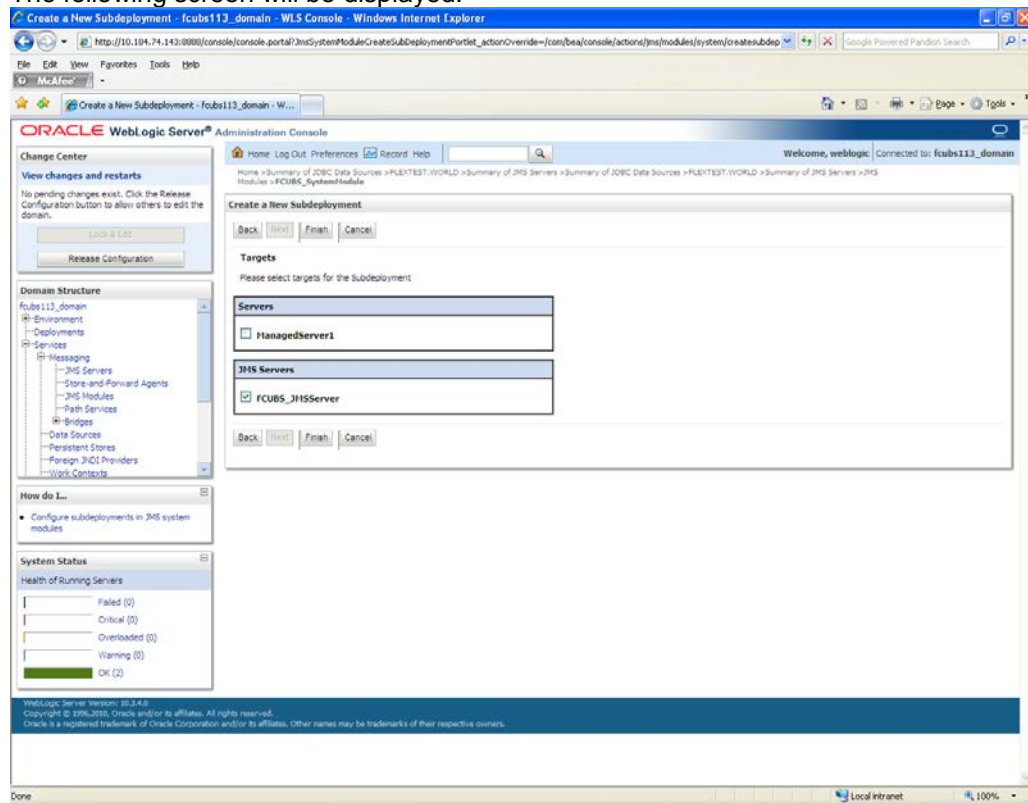 The following screen will be displayed:
Create a New Subdeployment - fcubs113_domain - WLS Console - Windows Internet Explorer
http://10.184.74.143:8888/console/console.portal?JmsSystemModuleCreateSubDeploymentPortlet_actionOverride=/com/bea/console/actions/jms/modules/system/createsubdep
Google Powered Pandion Search
File Edit View Favorites Tools Help
McAfee
Create a New Subdeployment - fcubs113_domain - W...
Page Tools
ORACLE WebLogic Server® Administration Console
Change Center
View changes and restarts
No pending changes exist. Click the Release
Configuration button to allow others to edit the
domain.
Lock & Edit
Release Configuration
Domain Structure
fcubs113_domain
Environment
Deployments
Services
Messaging
JMS Servers
Store-and-Forward Agents
JMS Modules
Path Services
Bridges
Data Sources
Persistent Stores
Foreign JNDI Providers
Work Contexts
How do I...
Configure subdeployments in JMS system
modules
System Status
Health of Running Servers
Failed (0)
Critical (0)
Overloaded (0)
Warning (0)
OK (2)
Home Log Out Preferences Record Help
Welcome, weblogic Connected to: fcubs113_domain
Home >Summary of JDBC Data Sources >FLEXTEST.WORLD >Summary of JMS Servers >Summary of JDBC Data Sources >FLEXTEST.WORLD >Summary of JMS Servers >JMS
Modules >FCUBS_SystemModule
Create a New Subdeployment
Back Next Finish Cancel
Targets
Please select targets for the Subdeployment
Servers
ManagedServer1
JMS Servers
FCUBS_JMSServer
Back Next Finish Cancel
WebLogic Server Version: 10.3.4.0
Copyright © 1996,2010, Oracle and/or its affiliates. All rights reserved.
Oracle is a registered trademark of Oracle Corporation and/or its affiliates. Other names may be trademarks of their respective owners.
Done
Local intranet
100%